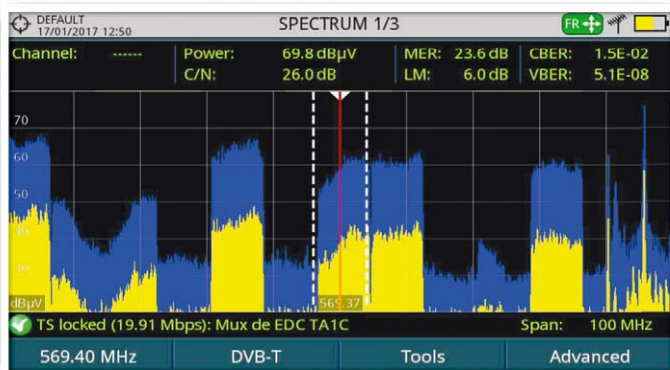 DEFAULT
17/01/2017 12:50
SPECTRUM 1/3
FR
Channel: ------
Power: 69.8 dBµV
MER: 23.6 dB
CBER: 1.5E-02
C/N: 26.0 dB
LM: 6.0 dB
VBER: 5.1E-08
70
60
50
dBµV
569.37
TS locked (19.91 Mbps): Mux de EDC TA1C
Span: 100 MHz
569.40 MHz
DVB-T
Tools
Advanced